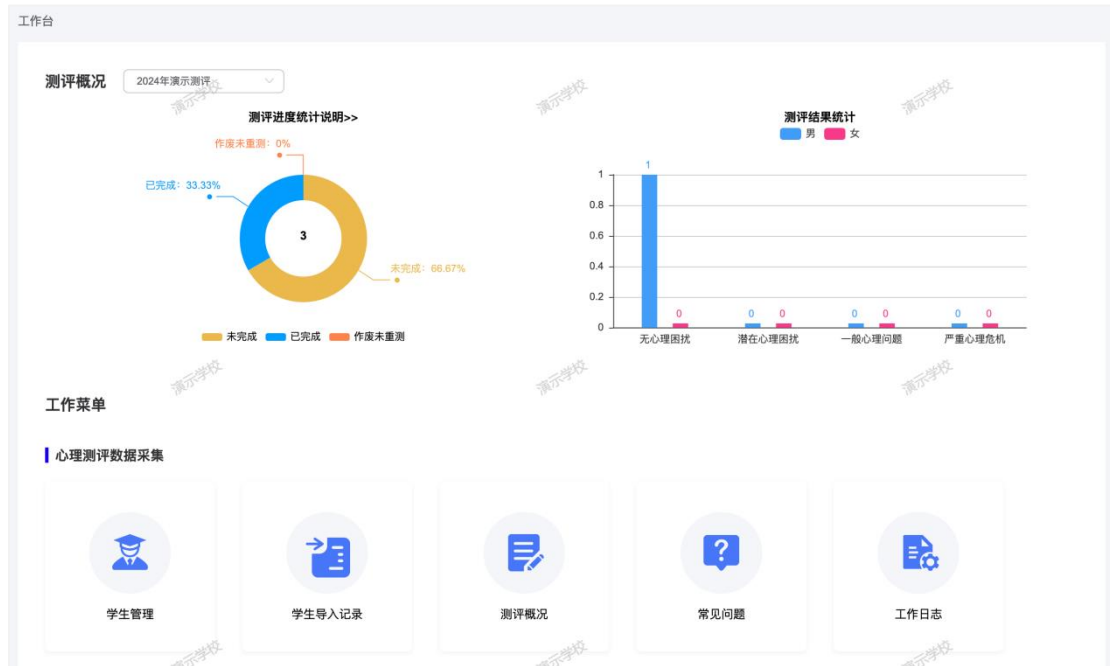 工作台
测评概况 2024年演示测评
演示学校 演示学校 演示学校
测评进度统计说明>>
作废未重测: 0%
已完成: 33.33%
3
未完成: 66.67%
未完成 已完成 作废未重测
测评结果统计
男 女
1
1
0.8
0.6
0.4
0.2
0
0 0 0 0 0 0 0
无心理困扰 潜在心理困扰 一般心理问题 严重心理危机
演示学校 演示学校 演示学校
工作菜单
心理测评数据采集
学生管理 学生导入记录 测评概况 常见问题 工作日志
演示学校 演示学校 演示学校